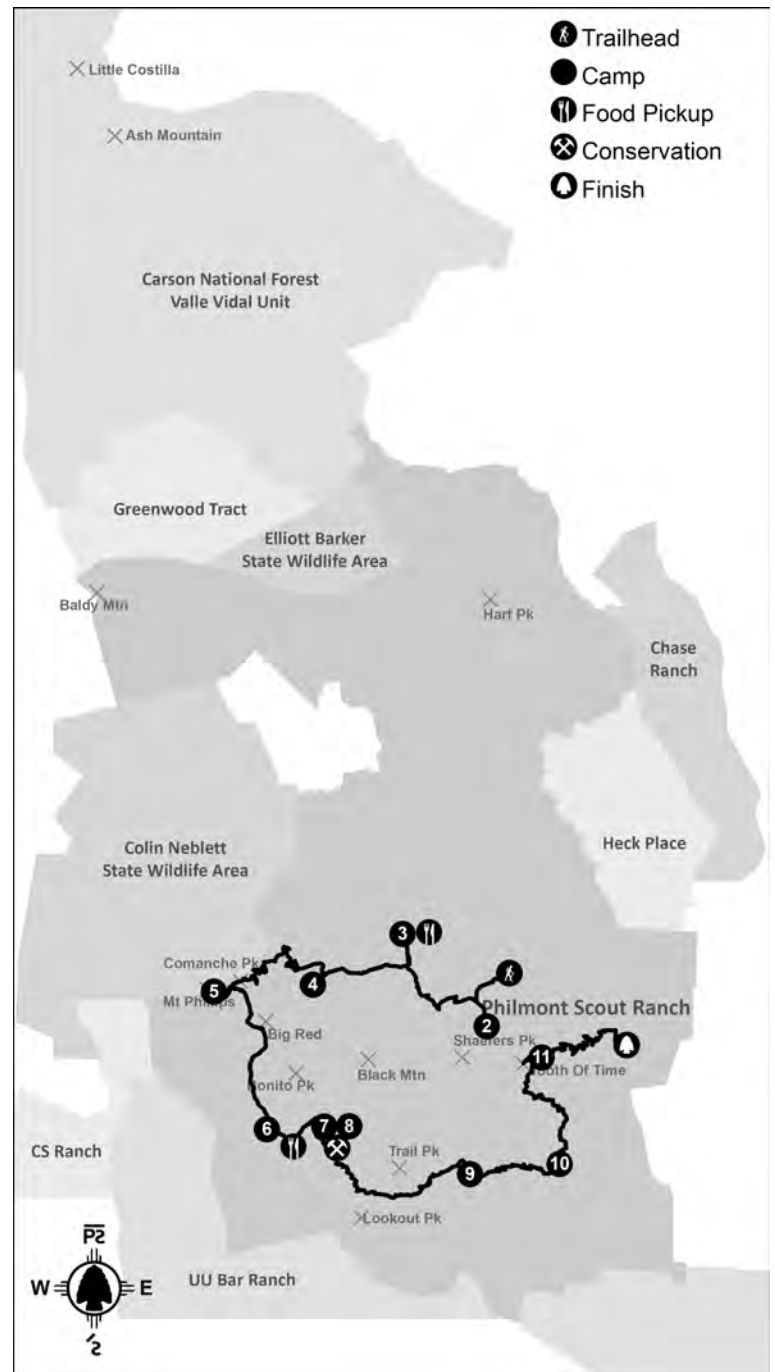 Trailhead
Camp
Food Pickup
Conservation
Finish
Little Costilla
Ash Mountain
Carson National Forest
Valle Vidal Unit
Greenwood Tract
Elliott Barker
State Wildlife Area
Baldy Mtn
Hart Pk
Chase
Ranch
Heck Place
Colin Neblett
State Wildlife Area
3
Comanche Pk
4
5
Mt Phillips
2
Philmont Scout Ranch
Big Red
Shaefers Pk
11
Black Mtn
Tooth Of Time
Bonito Pk
6
7
8
CS Ranch
Trail Pk
9
10
Lookout Pk
UU Bar Ranch
W
E